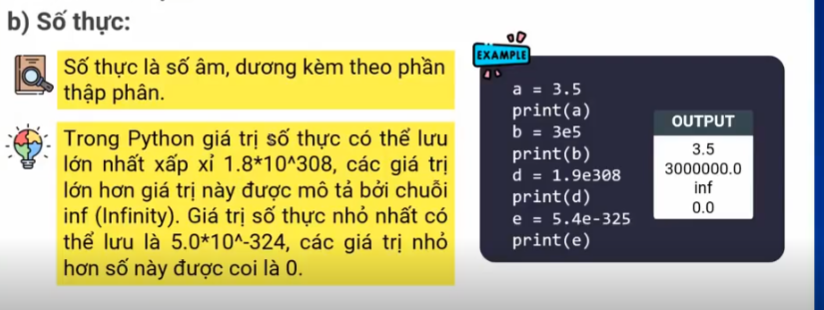 b) Số thực:
Số thực là số âm, dương kèm theo phần
thập phân.
Trong Python giá trị số thực có thể lưu
lớn nhất xấp xỉ 1.8*10^308, các giá trị
lớn hơn giá trị này được mô tả bởi chuỗi
inf (Infinity). Giá trị số thực nhỏ nhất có
thể lưu là 5.0*10^-324, các giá trị nhỏ
hơn số này được coi là 0.
EXAMPLE
a = 3.5
print(a)
b = 3e5
print(b)
d = 1.9e308
print(d)
e = 5.4e-325
print(e)
OUTPUT
3.5
3000000.0
inf
0.0